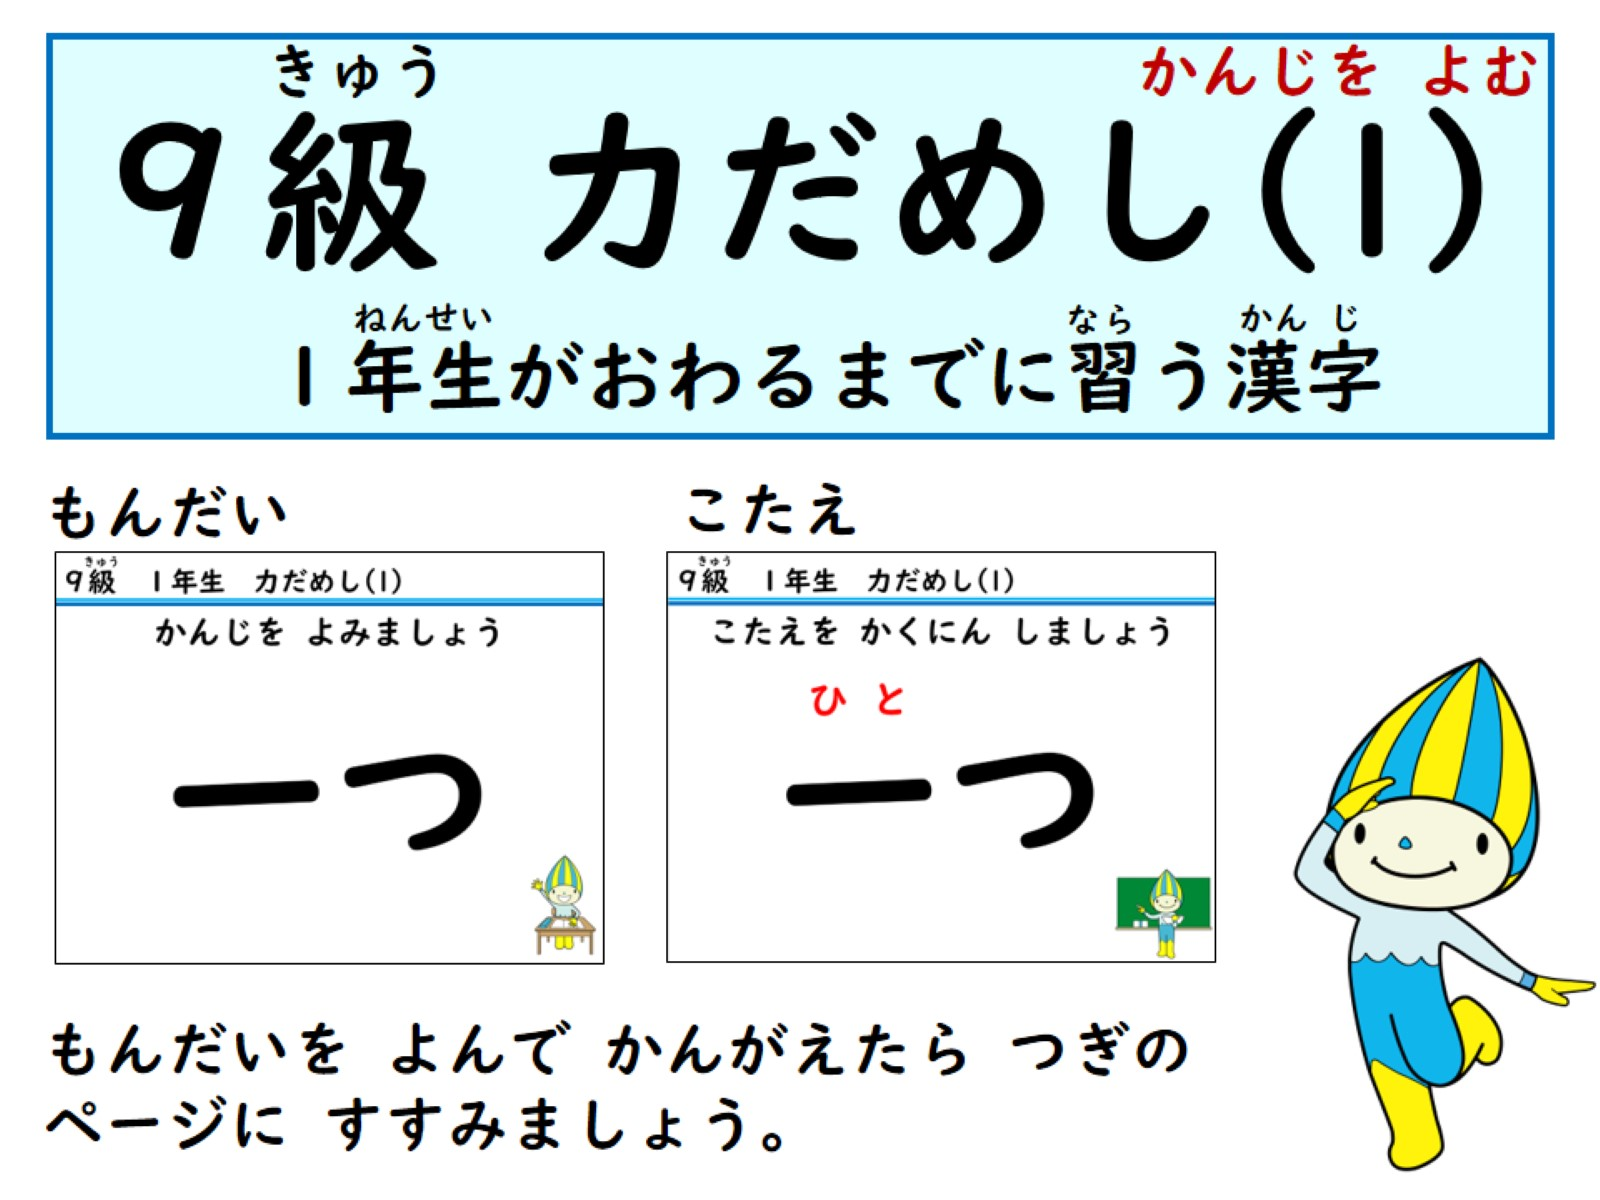 きゅう
かんじを よむ
9級 力だめし(1)
ねんせい なら かん じ
1年生がおわるまでに習う漢字
もんだい
こたえ
きゅう
9級 1年生 力だめし(1)
かんじを よみましょう
一つ
きゅう
9級 1年生 力だめし(1)
こたえを かくにん しましょう
ひと
一つ
もんだいを よんで かんがえたら つぎの
ページに すすみましょう。